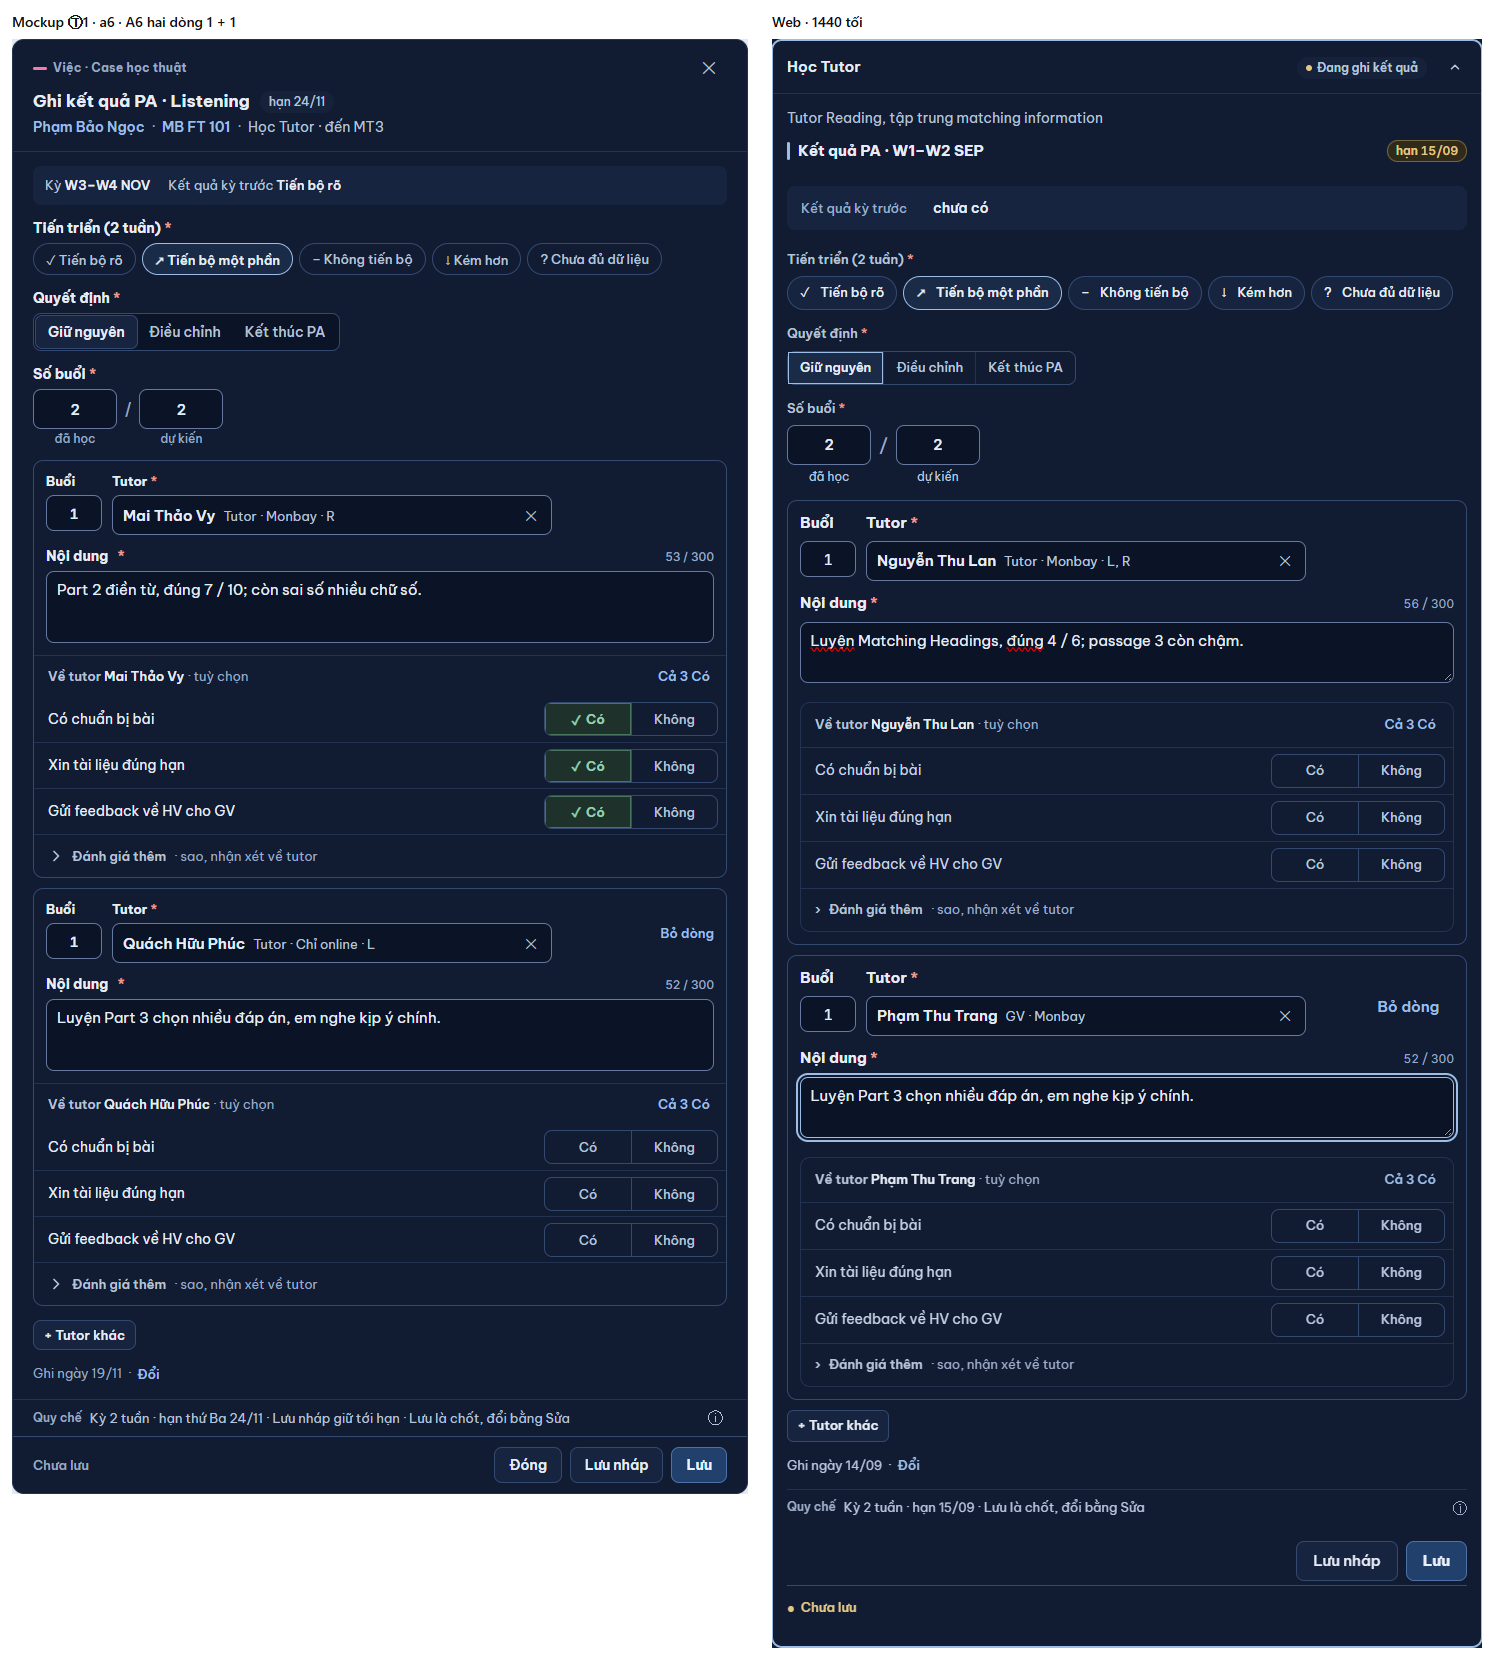 Mockup Ⓣ1 · a6 · A6 hai dòng 1 + 1
Việc · Case học thuật
Ghi kết quả PA · Listening hạn 24/11
Phạm Bảo Ngọc · MB FT 101 · Học Tutor · đến MT3
Kỳ W3–W4 NOV Kết quả kỳ trước Tiến bộ rõ
Tiến triển (2 tuần) *
✓ Tiến bộ rõ ↗ Tiến bộ một phần – Không tiến bộ ↓ Kém hơn ? Chưa đủ dữ liệu
Quyết định *
Giữ nguyên Điều chỉnh Kết thúc PA
Số buổi *
2 / 2
đã học dự kiến
Buổi Tutor *
1 Mai Thảo Vy Tutor · Monbay · R
Nội dung * 53 / 300
Part 2 điền từ, đúng 7 / 10; còn sai số nhiều chữ số.
Về tutor Mai Thảo Vy · tuỳ chọn Cả 3 Có
Có chuẩn bị bài ✓ Có Không
Xin tài liệu đúng hạn ✓ Có Không
Gửi feedback về HV cho GV ✓ Có Không
Đánh giá thêm · sao, nhận xét về tutor
Buổi Tutor *
1 Quách Hữu Phúc Tutor · Chỉ online · L Bỏ dòng
Nội dung * 52 / 300
Luyện Part 3 chọn nhiều đáp án, em nghe kịp ý chính.
Về tutor Quách Hữu Phúc · tuỳ chọn Cả 3 Có
Có chuẩn bị bài Có Không
Xin tài liệu đúng hạn Có Không
Gửi feedback về HV cho GV Có Không
Đánh giá thêm · sao, nhận xét về tutor
+ Tutor khác
Ghi ngày 19/11 · Đổi
Quy chế Kỳ 2 tuần · hạn thứ Ba 24/11 · Lưu nháp giữ tới hạn · Lưu là chốt, đổi bằng Sửa
Chưa lưu Đóng Lưu nháp Lưu
Web · 1440 tối
Học Tutor Đang ghi kết quả
Tutor Reading, tập trung matching information
Kết quả PA · W1–W2 SEP hạn 15/09
Kết quả kỳ trước chưa có
Tiến triển (2 tuần) *
✓ Tiến bộ rõ ↗ Tiến bộ một phần – Không tiến bộ ↓ Kém hơn ? Chưa đủ dữ liệu
Quyết định *
Giữ nguyên Điều chỉnh Kết thúc PA
Số buổi *
2 / 2
đã học dự kiến
Buổi Tutor *
1 Nguyễn Thu Lan Tutor · Monbay · L, R
Nội dung * 56 / 300
Luyện Matching Headings, đúng 4 / 6; passage 3 còn chậm.
Về tutor Nguyễn Thu Lan · tuỳ chọn Cả 3 Có
Có chuẩn bị bài Có Không
Xin tài liệu đúng hạn Có Không
Gửi feedback về HV cho GV Có Không
› Đánh giá thêm · sao, nhận xét về tutor
Buổi Tutor *
1 Phạm Thu Trang GV · Monbay Bỏ dòng
Nội dung * 52 / 300
Luyện Part 3 chọn nhiều đáp án, em nghe kịp ý chính.
Về tutor Phạm Thu Trang · tuỳ chọn Cả 3 Có
Có chuẩn bị bài Có Không
Xin tài liệu đúng hạn Có Không
Gửi feedback về HV cho GV Có Không
› Đánh giá thêm · sao, nhận xét về tutor
+ Tutor khác
Ghi ngày 14/09 · Đổi
Quy chế Kỳ 2 tuần · hạn 15/09 · Lưu là chốt, đổi bằng Sửa
Lưu nháp Lưu
Chưa lưu